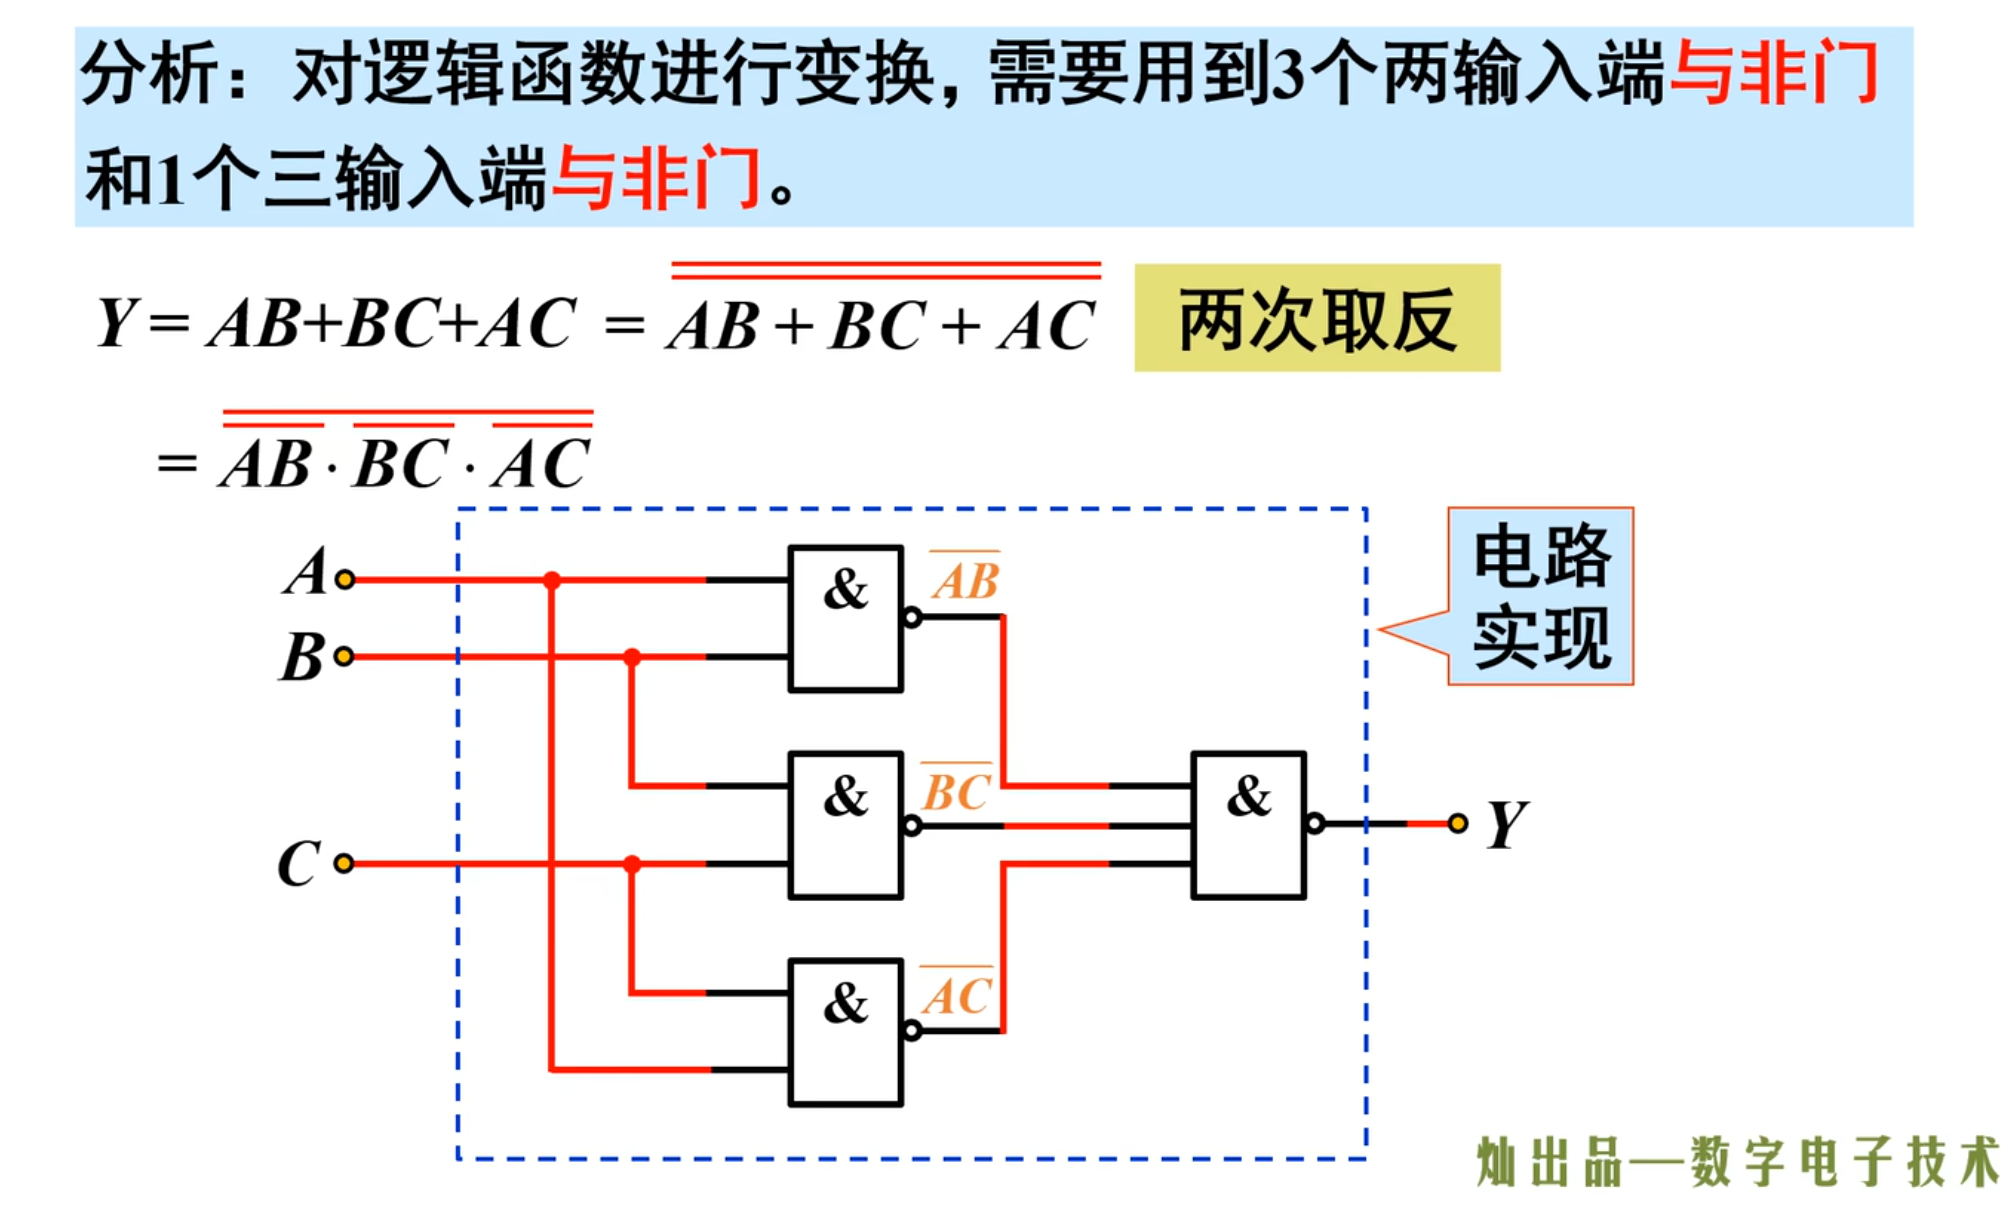 分析：对逻辑函数进行变换，需要用到3个两输入端与非门
和1个三输入端与非门。
Y = AB+BC+AC = \overline{\overline{AB + BC + AC}} 两次取反
= \overline{\overline{AB} · \overline{BC} · \overline{AC}}
电路
实现
A
&
\overline{AB}
B
\overline{BC}
&
&
Y
C
\overline{AC}
&
灿出品—数字电子技术